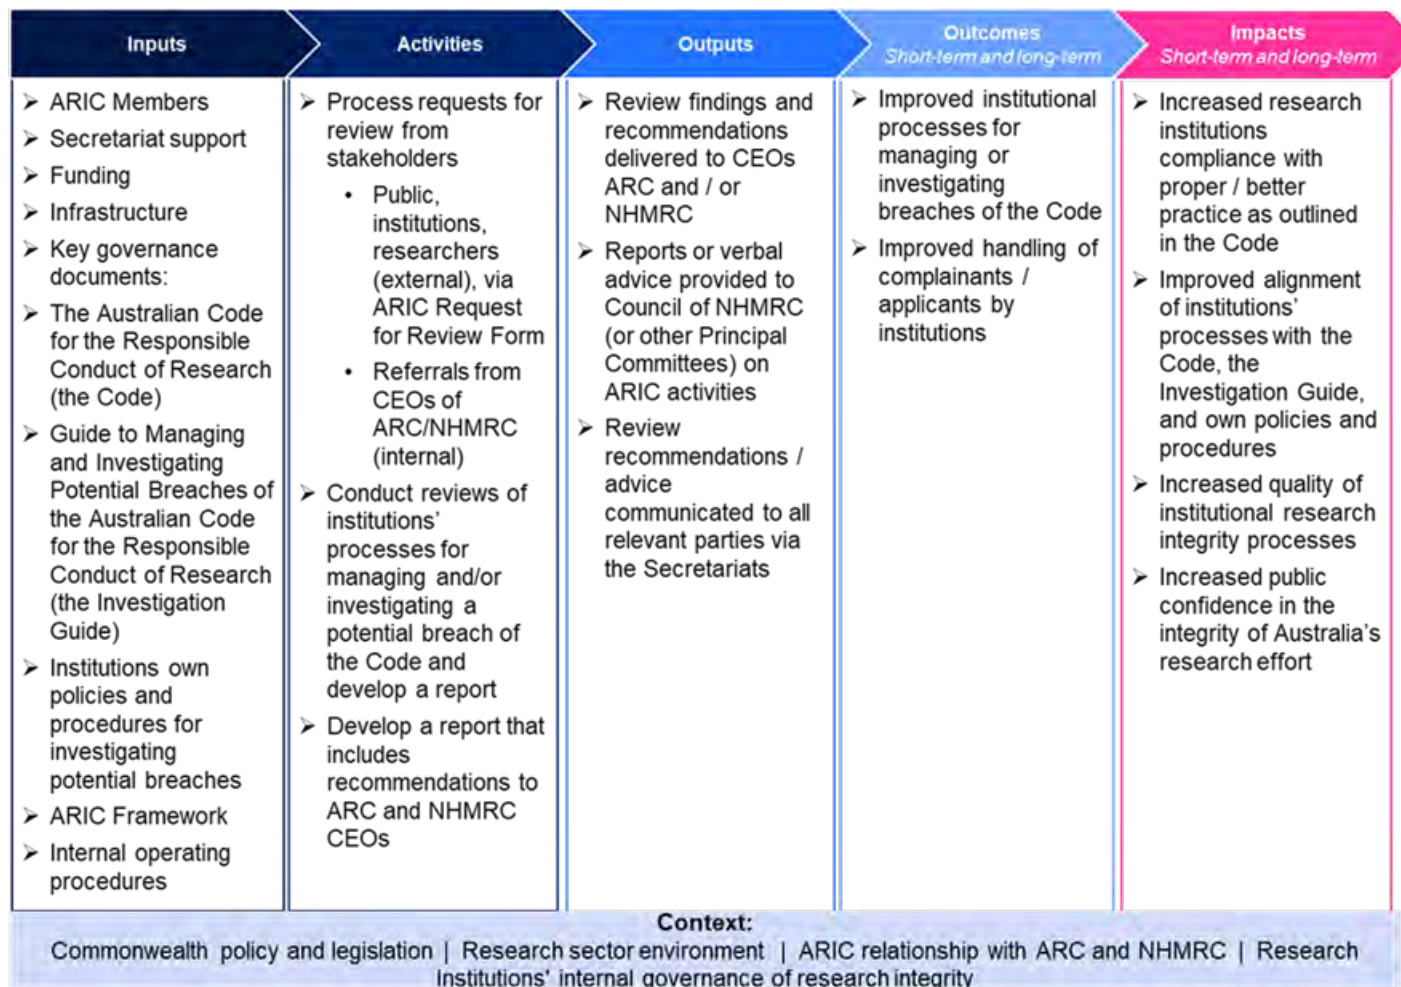 Inputs
Activities
Outputs
Outcomes
Short-term and long-term
Impacts
Short-term and long-term
➢ ARIC Members
➢ Secretariat support
➢ Funding
➢ Infrastructure
➢ Key governance
documents:
➢ The Australian Code
for the Responsible
Conduct of Research
(the Code)
➢ Guide to Managing
and Investigating
Potential Breaches of
the Australian Code
for the Responsible
Conduct of Research
(the Investigation
Guide)
➢ Institutions own
policies and
procedures for
investigating
potential breaches
➢ ARIC Framework
➢ Internal operating
procedures
➢ Process requests for
review from
stakeholders
• Public,
institutions,
researchers
(external), via
ARIC Request
for Review Form
• Referrals from
CEOs of
ARC/NHMRC
(internal)
➢ Conduct reviews of
institutions’
processes for
managing and/or
investigating a
potential breach of
the Code and
develop a report
➢ Develop a report that
includes
recommendations to
ARC and NHMRC
CEOs
➢ Review findings and
recommendations
delivered to CEOs
ARC and / or
NHMRC
➢ Reports or verbal
advice provided to
Council of NHMRC
(or other Principal
Committees) on
ARIC activities
➢ Review
recommendations /
advice
communicated to all
relevant parties via
the Secretariats
➢ Improved institutional
processes for
managing or
investigating
breaches of the Code
➢ Improved handling of
complainants /
applicants by
institutions
➢ Increased research
institutions
compliance with
proper / better
practice as outlined
in the Code
➢ Improved alignment
of institutions’
processes with the
Code, the
Investigation Guide,
and own policies and
procedures
➢ Increased quality of
institutional research
integrity processes
➢ Increased public
confidence in the
integrity of Australia’s
research effort
Context:
Commonwealth policy and legislation | Research sector environment | ARIC relationship with ARC and NHMRC | Research
Institutions’ internal governance of research integrity